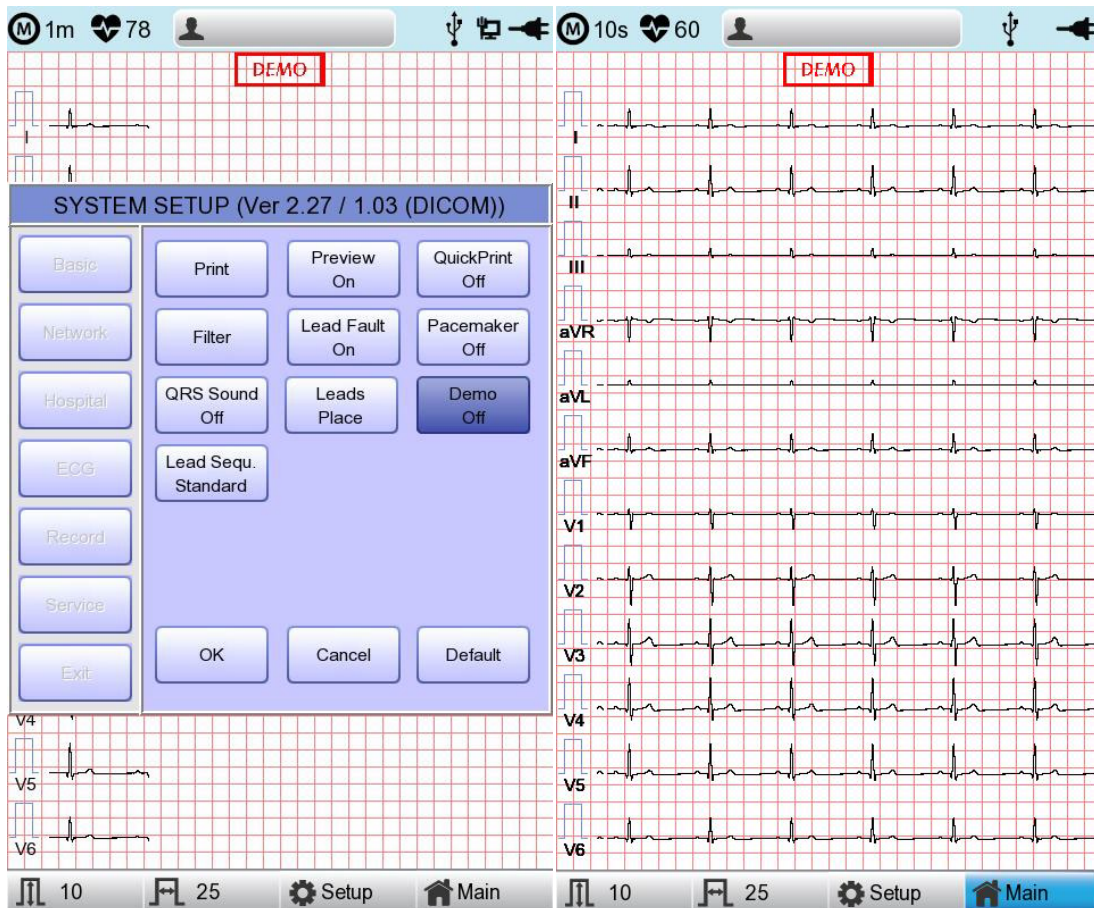 M 1m 78
DEMO
I
SYSTEM SETUP (Ver 2.27 / 1.03 (DICOM))
Basic
Network
Hospital
ECG
Record
Service
Exit
Print
Preview
On
QuickPrint
Off
Filter
Lead Fault
On
Pacemaker
Off
QRS Sound
Off
Leads
Place
Demo
Off
Lead Sequ.
Standard
OK
Cancel
Default
V4
V5
V6
10 25 Setup Main
M 10s 60
DEMO
I
II
III
aVR
aVL
aVF
V1
V2
V3
V4
V5
V6
10 25 Setup Main